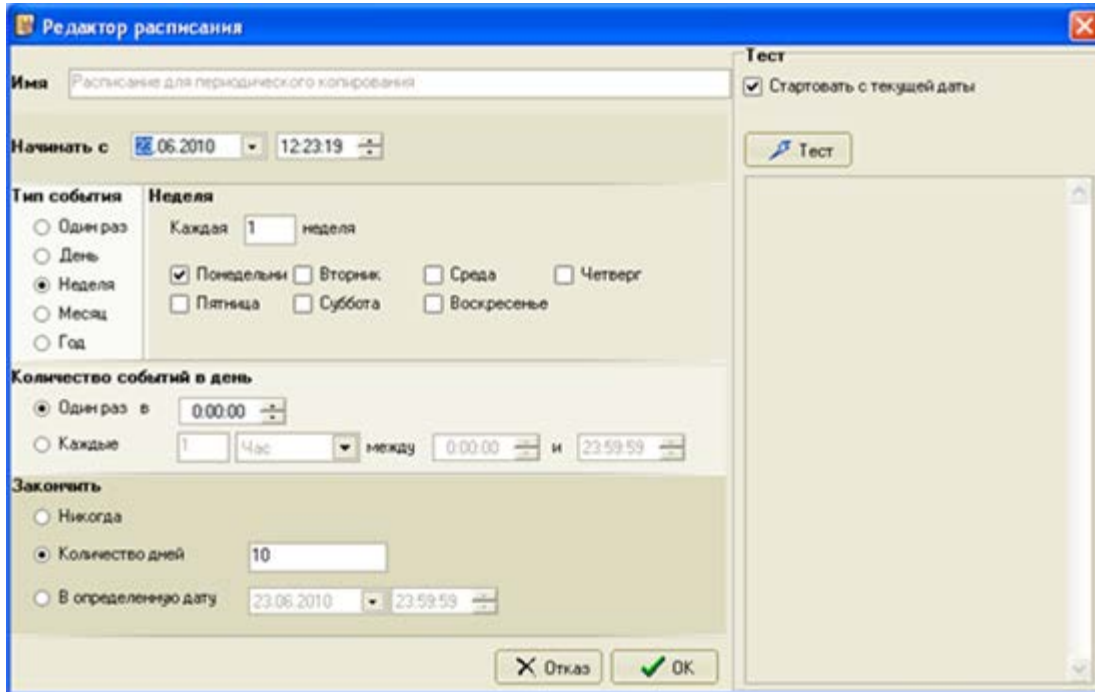 Редактор расписания
Имя Расписание для периодического копирования
Начинать с .06.2010 12:23:19
Тип события Неделя
Один раз Каждая 1 неделя
День
Неделя Понедельни Вторник Среда Четверг
Месяц Пятница Суббота Воскресенье
Год
Количество событий в день
Один раз в 0:00:00
Каждые 1 Час между 0:00:00 и 23:59:59
Закончить
Никогда
Количество дней 10
В определенную дату 23.06.2010 23:59:59
Отказ OK
Тест
Стартовать с текущей даты
Тест